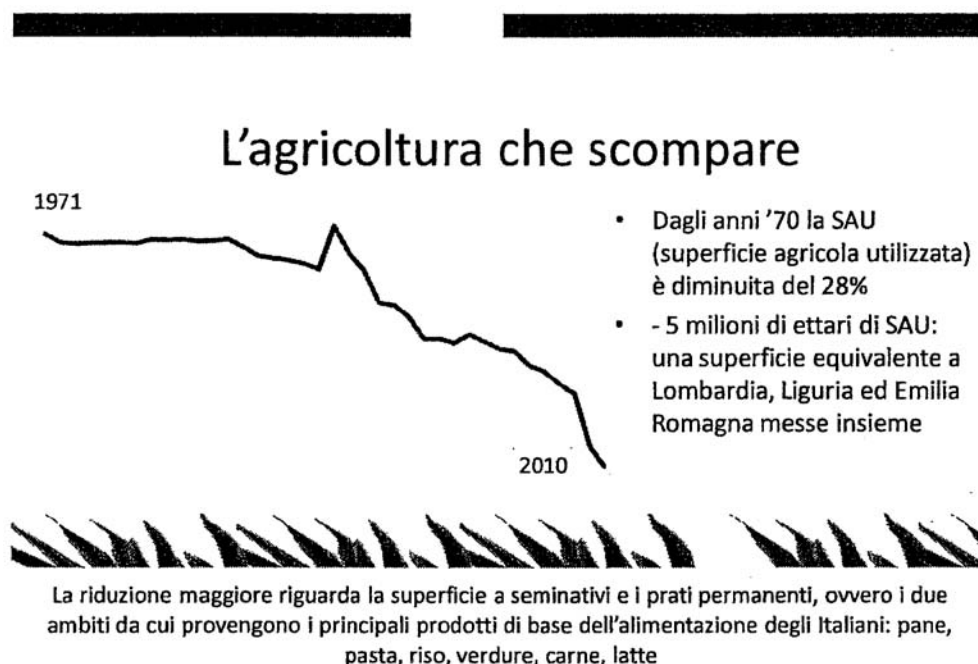 L'agricoltura che scompare
1971
• Dagli anni '70 la SAU
(superficie agricola utilizzata)
è diminuita del 28%
• - 5 milioni di ettari di SAU:
una superficie equivalente a
Lombardia, Liguria ed Emilia
Romagna messe insieme
2010
La riduzione maggiore riguarda la superficie a seminativi e i prati permanenti, ovvero i due
ambiti da cui provengono i principali prodotti di base dell'alimentazione degli Italiani: pane,
pasta, riso, verdure, carne, latte